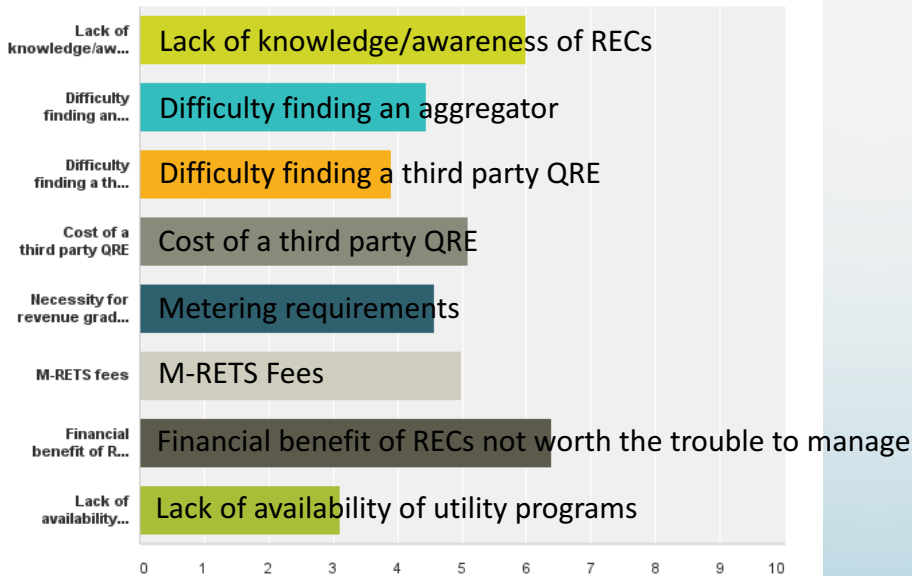 Lack of
knowledge/aw...
Lack of knowledge/awareness of RECs
Difficulty
finding an...
Difficulty finding an aggregator
Difficulty
finding a th...
Difficulty finding a third party QRE
Cost of a
third party QRE
Cost of a third party QRE
Necessity for
revenue grad...
Metering requirements
M-RETS fees
M-RETS Fees
Financial
benefit of R...
Financial benefit of RECs not worth the trouble to manage
Lack of
availability...
Lack of availability of utility programs
0 1 2 3 4 5 6 7 8 9 10